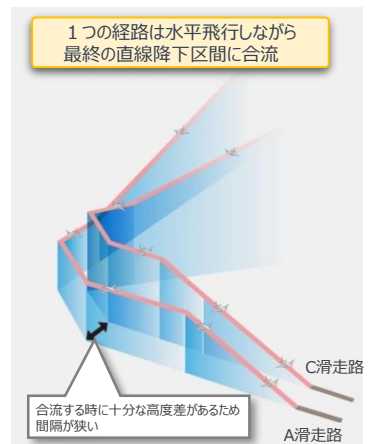 １つの経路は水平飛行しながら
最終の直線降下区間に合流
C滑走路
合流する時に十分な高度差があるため
間隔が狭い
A滑走路